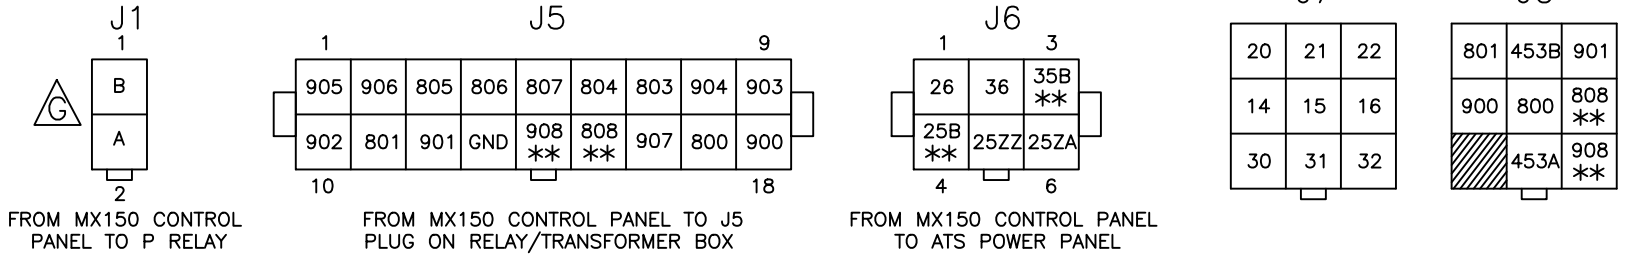 J1
1
G
B
A
2
FROM MX150 CONTROL
PANEL TO P RELAY
J5
1 9
905 906 805 806 807 804 803 904 903
902 801 901 GND 908** 808** 907 800 900
10 18
FROM MX150 CONTROL PANEL TO J5
PLUG ON RELAY/TRANSFORMER BOX
J6
1 3
26 36 35B**
25B** 25ZZ 25ZA
4 6
FROM MX150 CONTROL PANEL
TO ATS POWER PANEL
20 21 22
14 15 16
30 31 32
801 453B 901
900 800 808**
453A 908**